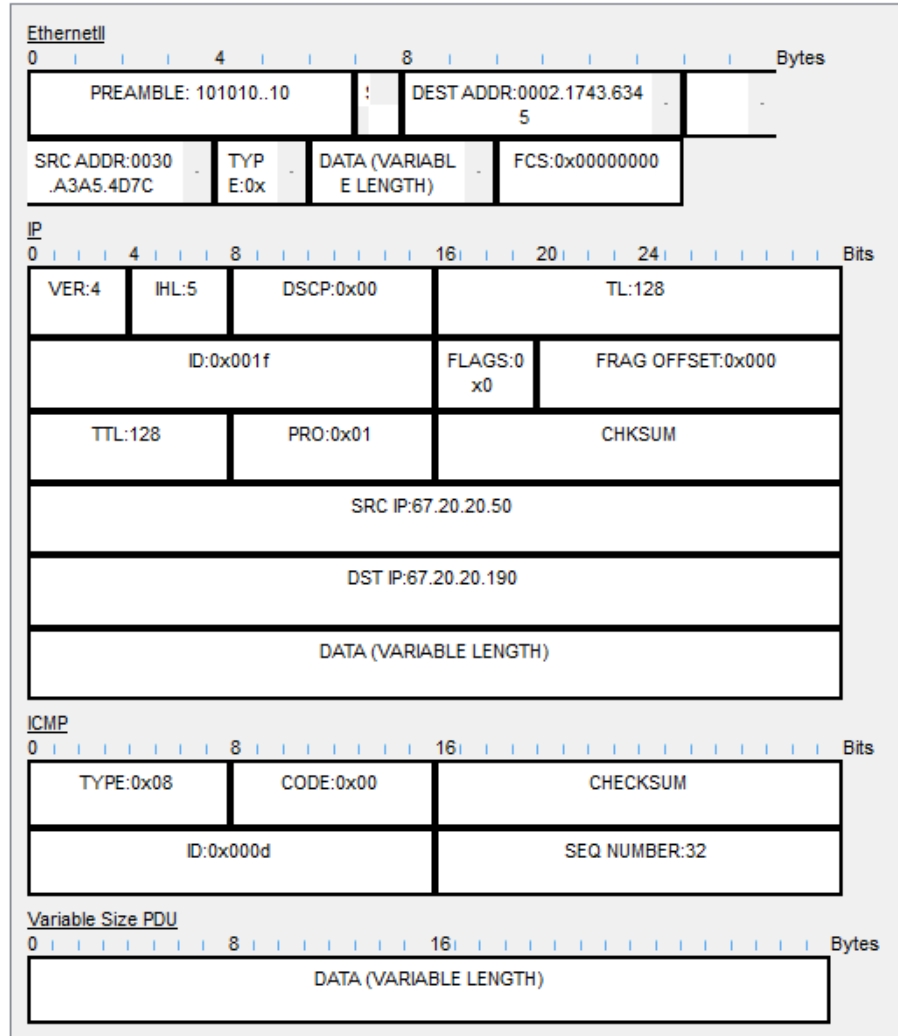 EthernetII
0 4 8 Bytes
PREAMBLE: 101010..10 DEST ADDR:0002.1743.634
5
SRC ADDR:0030 TYP DATA (VARIABL FCS:0x00000000
.A3A5.4D7C E:0x E LENGTH)
IP
0 4 8 16 20 24 Bits
VER:4 IHL:5 DSCP:0x00 TL:128
ID:0x001f FLAGS:0 FRAG OFFSET:0x000
x0
TTL:128 PRO:0x01 CHKSUM
SRC IP:67.20.20.50
DST IP:67.20.20.190
DATA (VARIABLE LENGTH)
ICMP
0 8 16 Bits
TYPE:0x08 CODE:0x00 CHECKSUM
ID:0x000d SEQ NUMBER:32
Variable Size PDU
0 8 16 Bytes
DATA (VARIABLE LENGTH)